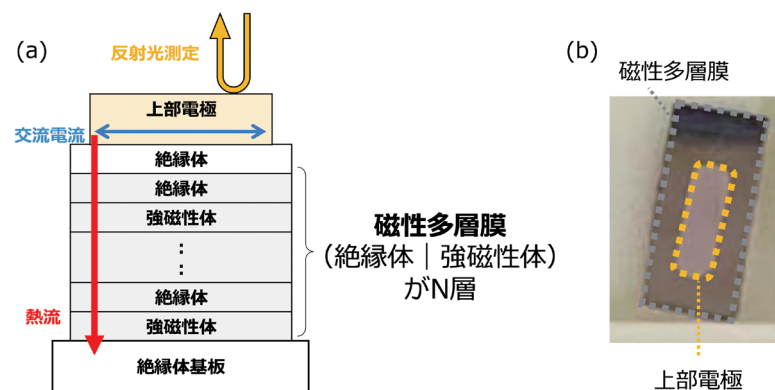 (a)
反射光測定
上部電極
交流電流
絶縁体
絶縁体
強磁性体
:
:
絶縁体
強磁性体
熱流
絶縁体基板
磁性多層膜
(絶縁体|強磁性体)
がN層
(b)
磁性多層膜
上部電極